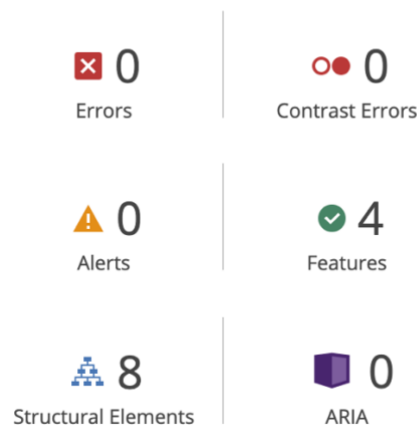 0 0
Errors Contrast Errors
0 4
Alerts Features
8 0
Structural Elements ARIA